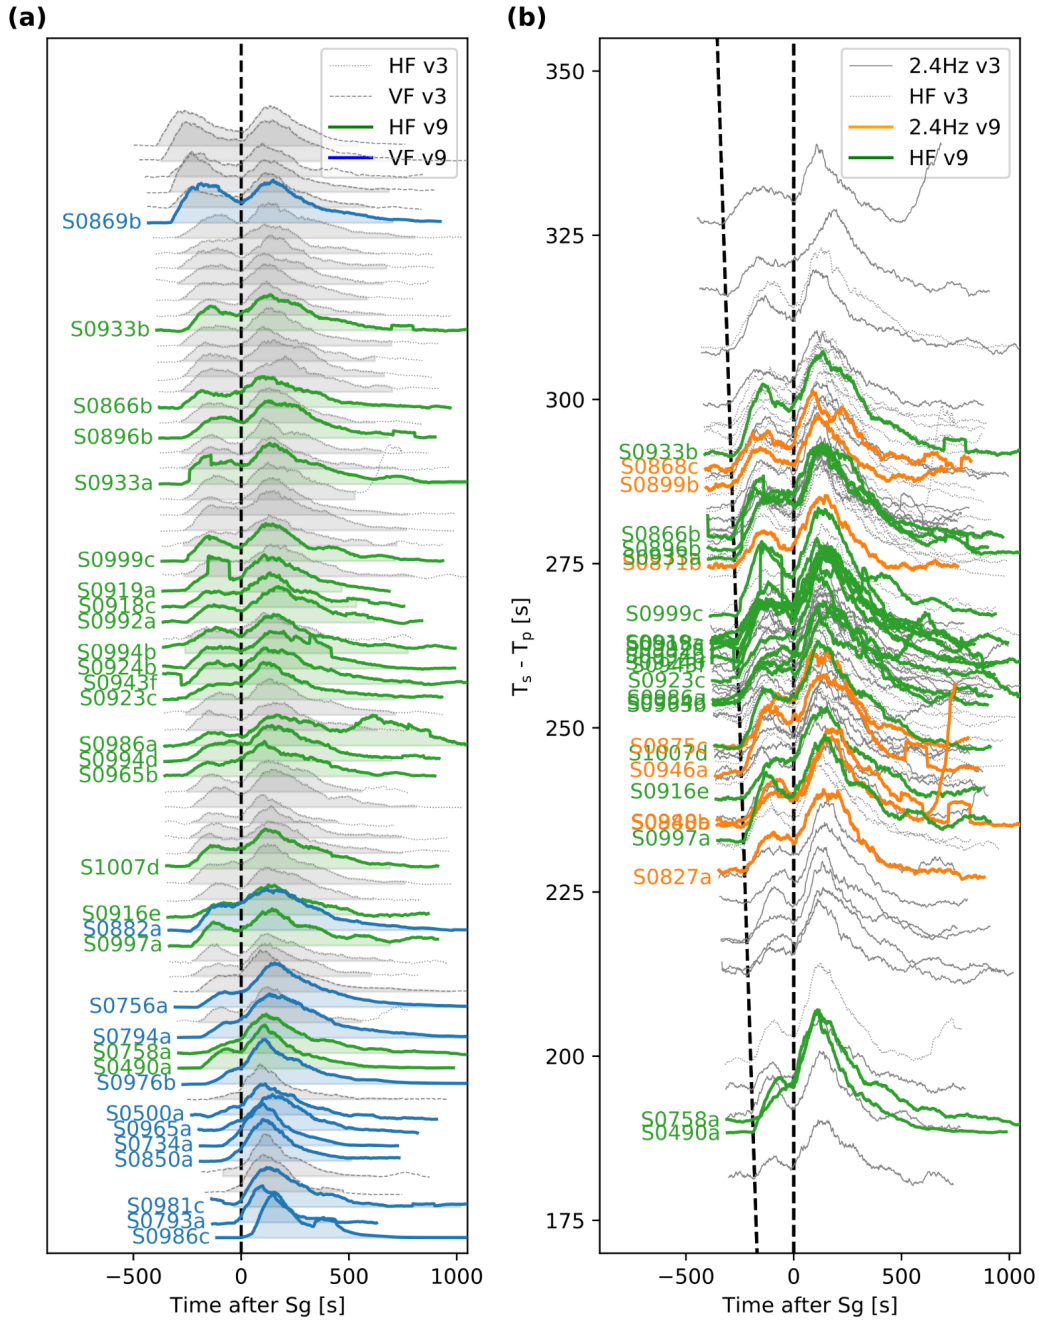 (a)
HF v3
VF v3
HF v9
VF v9
S0869b
S0933b
S0866b
S0896b
S0933a
S0999c
S0919a
S0918c
S0992a
S0994b
S0924b
S0943f
S0923c
S0986a
S0994d
S0965b
S1007d
S0916e
S0882a
S0997a
S0756a
S0794a
S0758a
S0490a
S0976b
S0500a
S0965a
S0734a
S0850a
S0981c
S0793a
S0986c
−500 0 500 1000
Time after Sg [s]
(b)
2.4Hz v3
HF v3
2.4Hz v9
HF v9
350
325
300
275
250
225
200
175
Ts - Tp [s]
S0933b
S0868c
S0899b
S0866b
S0871b
S0999c
S0923c
S0875c
S1007d
S0946a
S0916e
S0997a
S0827a
S0758a
S0490a
−500 0 500 1000
Time after Sg [s]